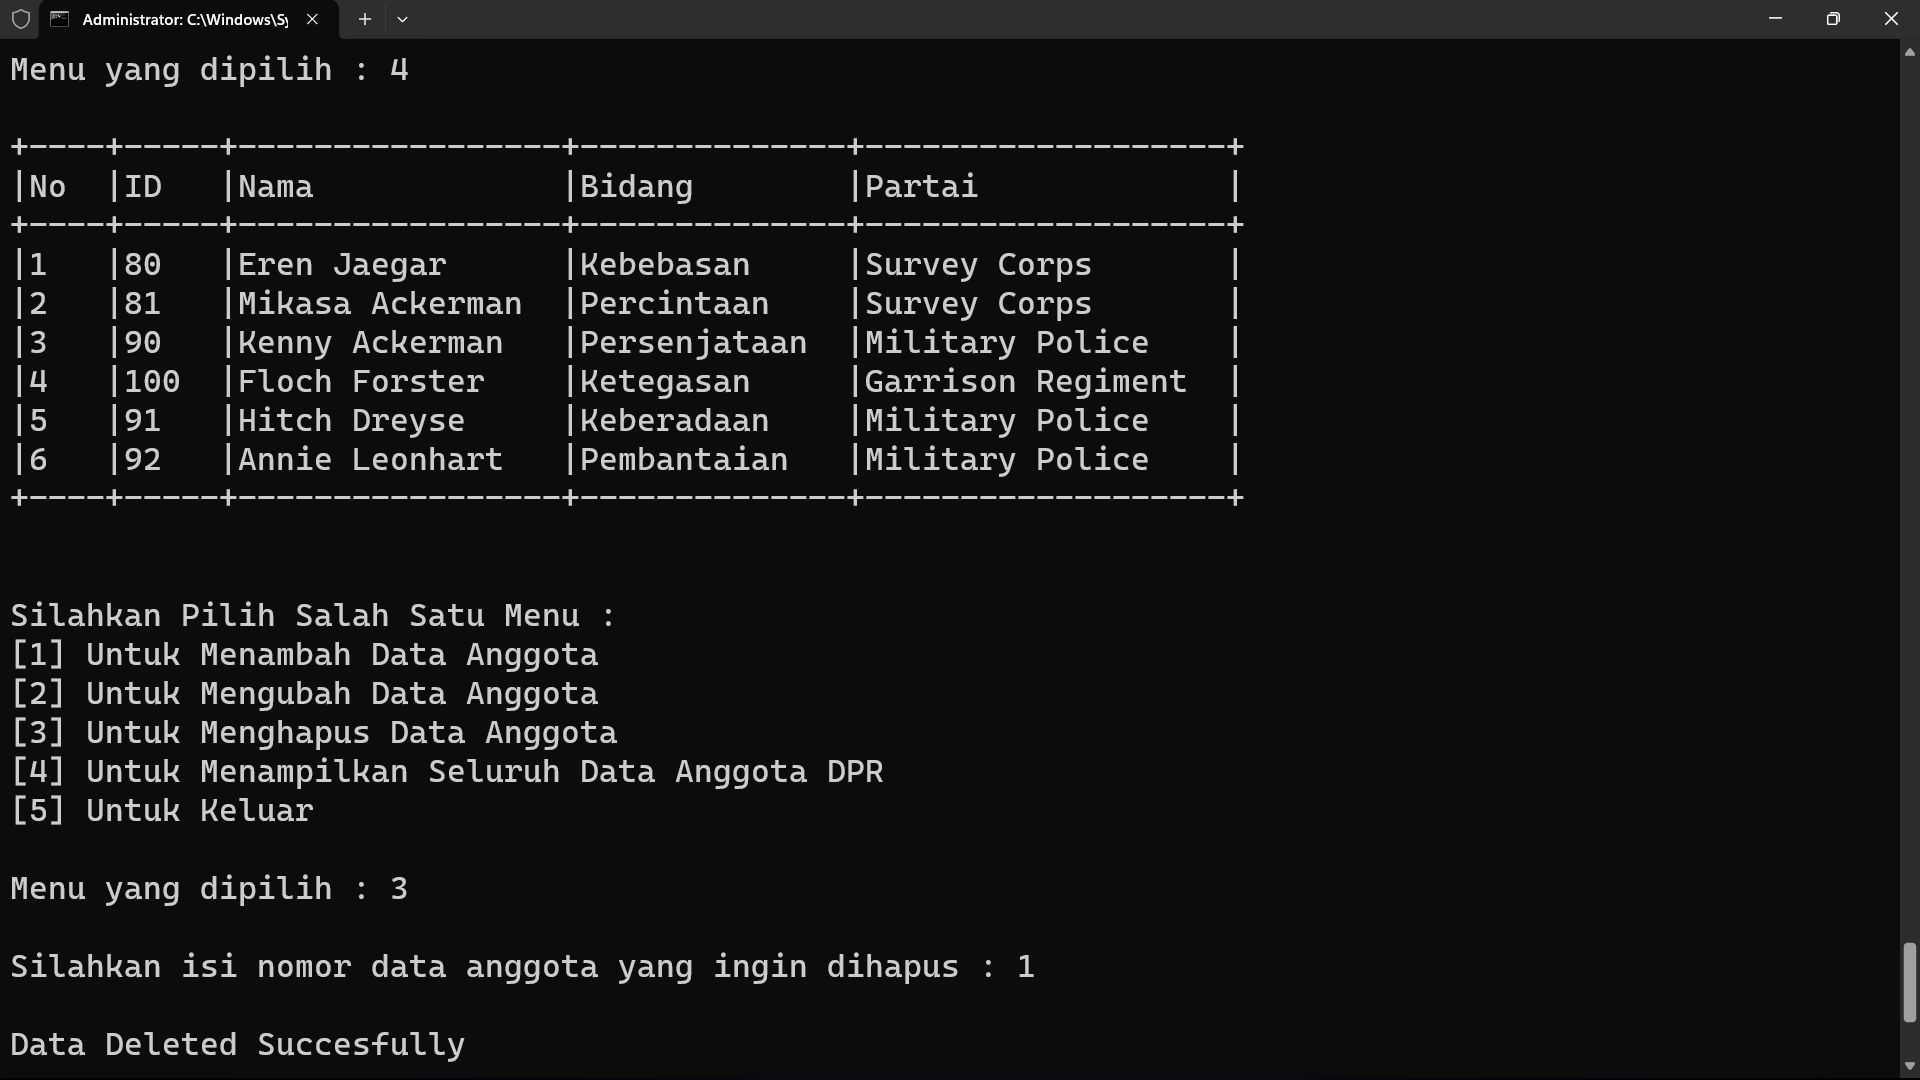 Administrator: C:\Windows\Sy
Menu yang dipilih : 4
+----+-----+-----------------+--------------+-------------------+
|No  |ID   |Nama             |Bidang        |Partai             |
+----+-----+-----------------+--------------+-------------------+
|1   |80   |Eren Jaegar      |Kebebasan     |Survey Corps       |
|2   |81   |Mikasa Ackerman  |Percintaan    |Survey Corps       |
|3   |90   |Kenny Ackerman   |Persenjataan  |Military Police    |
|4   |100  |Floch Forster    |Ketegasan     |Garrison Regiment  |
|5   |91   |Hitch Dreyse     |Keberadaan    |Military Police    |
|6   |92   |Annie Leonhart   |Pembantaian   |Military Police    |
+----+-----+-----------------+--------------+-------------------+
Silahkan Pilih Salah Satu Menu :
[1] Untuk Menambah Data Anggota
[2] Untuk Mengubah Data Anggota
[3] Untuk Menghapus Data Anggota
[4] Untuk Menampilkan Seluruh Data Anggota DPR
[5] Untuk Keluar
Menu yang dipilih : 3
Silahkan isi nomor data anggota yang ingin dihapus : 1
Data Deleted Succesfully